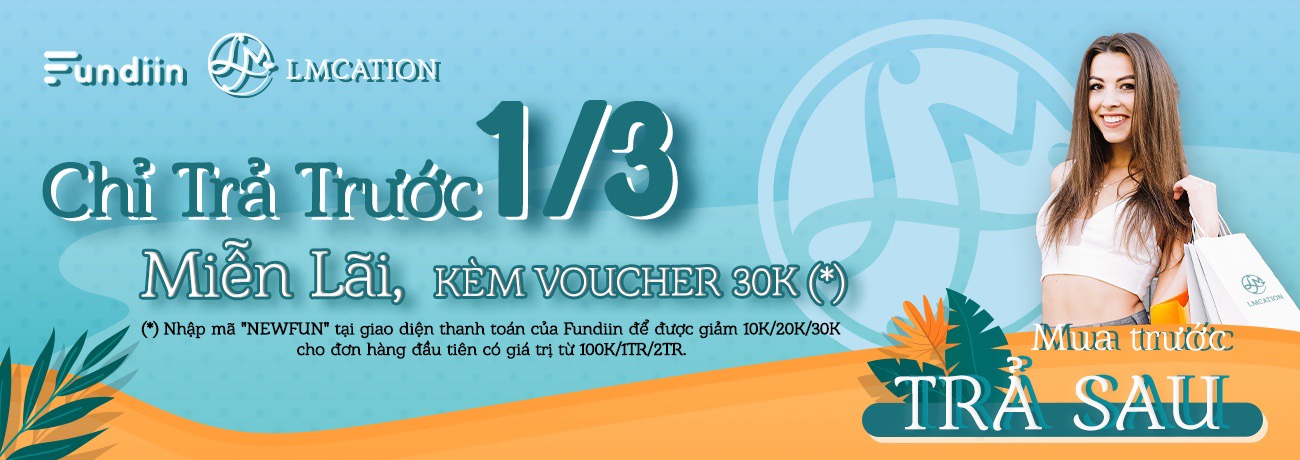 Fundiin LMCATION
Chỉ Trả Trước 1/3
Miễn Lãi, KÈM VOUCHER 30K (*)
(*) Nhập mã "NEWFUN" tại giao diện thanh toán của Fundiin để được giảm 10K/20K/30K
cho đơn hàng đầu tiên có giá trị từ 100K/1TR/2TR.
LMCATION
Mua trước
TRẢ SAU